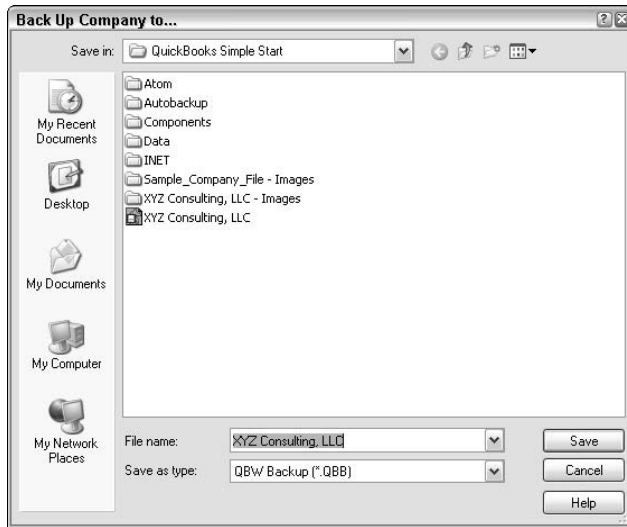 Back Up Company to...
Save in:
QuickBooks Simple Start
My Recent
Documents
Desktop
My Documents
My Computer
My Network
Places
Atom
Autobackup
Components
Data
INET
Sample_Company_File - Images
XYZ Consulting, LLC - Images
XYZ Consulting, LLC
File name:
XYZ Consulting, LLC
Save
Save as type:
QBW Backup (*.QBB)
Cancel
Help